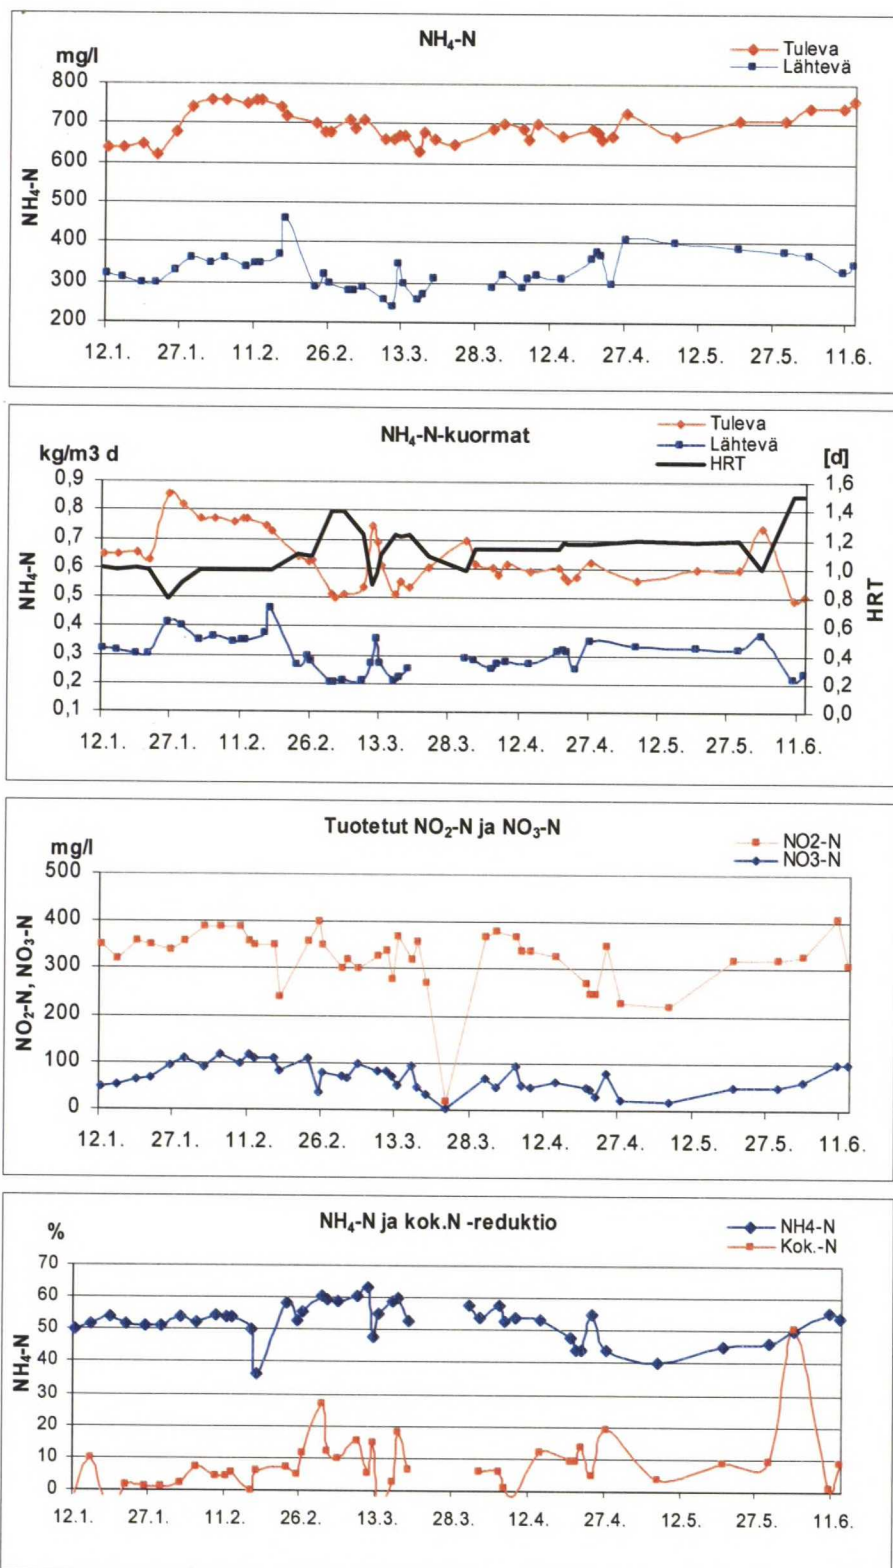 NH₄-N
mg/l
Tuleva
Lähtevä
800
700
600
500
400
300
200
NH₄-N
12.1. 27.1. 11.2. 26.2. 13.3. 28.3. 12.4. 27.4. 12.5. 27.5. 11.6.
NH₄-N-kuormat
kg/m3 d
Tuleva
Lähtevä
HRT
[d]
0,9
0,8
0,7
0,6
0,5
0,4
0,3
0,2
0,1
NH₄-N
1,6
1,4
1,2
1,0
0,8
0,6
0,4
0,2
0,0
HRT
12.1. 27.1. 11.2. 26.2. 13.3. 28.3. 12.4. 27.4. 12.5. 27.5. 11.6.
Tuotetut NO₂-N ja NO₃-N
mg/l
NO2-N
NO3-N
500
400
300
200
100
0
NO₂-N, NO₃-N
12.1. 27.1. 11.2. 26.2. 13.3. 28.3. 12.4. 27.4. 12.5. 27.5. 11.6.
NH₄-N ja kok.N -reduktio
%
NH4-N
Kok.-N
70
60
50
40
30
20
10
0
NH₄-N
12.1. 27.1. 11.2. 26.2. 13.3. 28.3. 12.4. 27.4. 12.5. 27.5. 11.6.